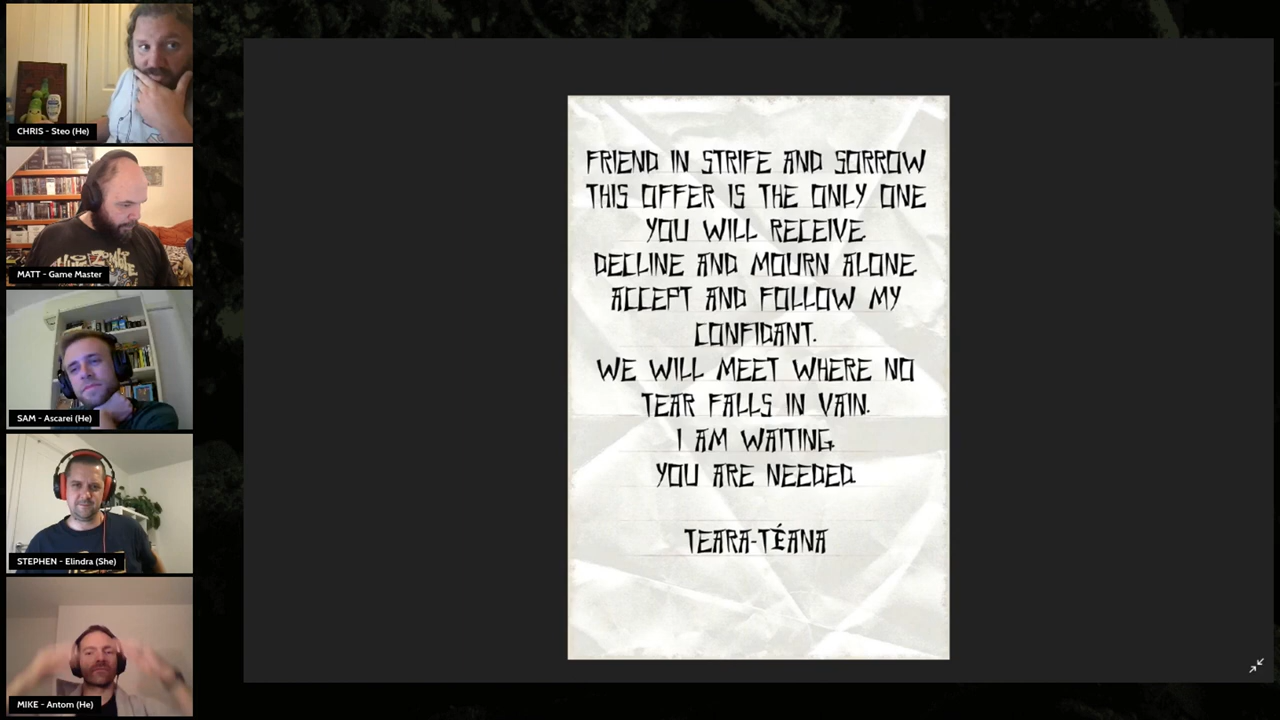 CHRIS - Steo (He)
MATT - Game Master
SAM - Ascarei (He)
STEPHEN - Elindra (She)
MIKE - Antom (He)
FRIEND IN STRIFE AND SORROW
THIS OFFER IS THE ONLY ONE
YOU WILL RECEIVE.
DECLINE AND MOURN ALONE.
ACCEPT AND FOLLOW MY
CONFIDANT.
WE WILL MEET WHERE NO
TEAR FALLS IN VAIN.
I AM WAITING.
YOU ARE NEEDED.
TEARA-TÉANA